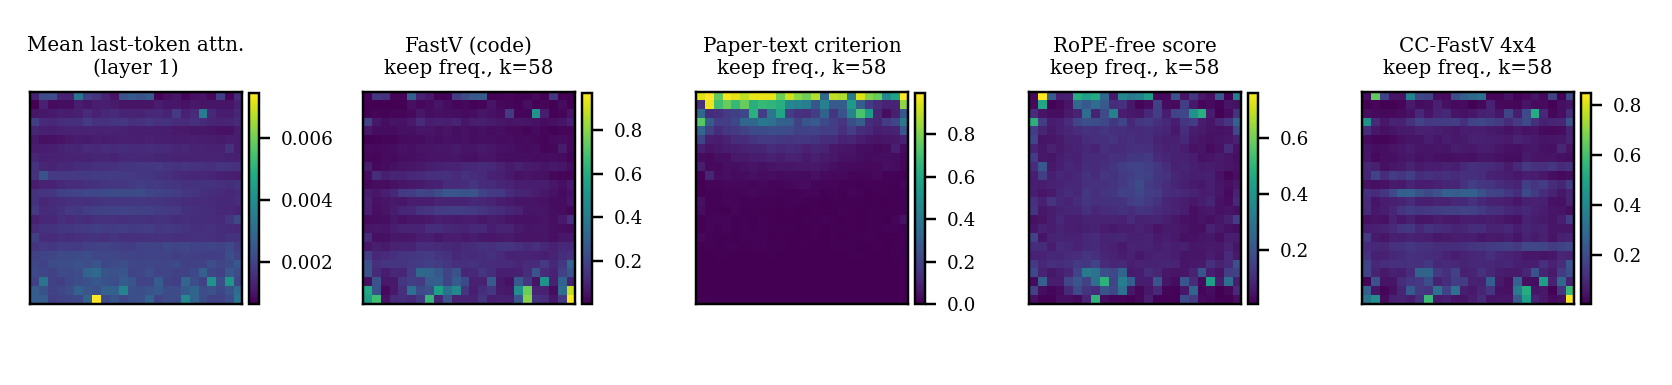 Mean last-token attn.
(layer 1)
0.006
0.004
0.002
FastV (code)
keep freq., k=58
0.8
0.6
0.4
0.2
Paper-text criterion
keep freq., k=58
0.8
0.6
0.4
0.2
0.0
RoPE-free score
keep freq., k=58
0.6
0.4
0.2
CC-FastV 4x4
keep freq., k=58
0.8
0.6
0.4
0.2